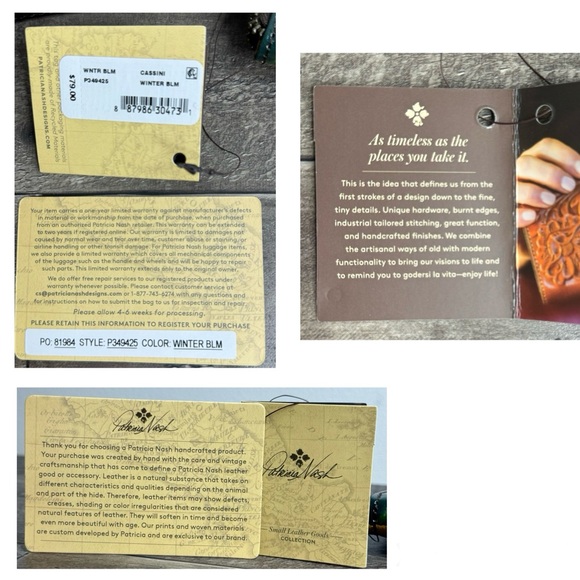 This tag and other packaging materials
are proudly made of Recycled Materials
PATRICIANASHDESIGNS.COM
$79.00
WNTR BLM
P349425
CASSINI
WINTER BLM
8 87986 30473 1
Your item carries a one-year limited warranty against manufacturer's defects
in material or workmanship from the date of purchase, when purchased
from an authorized Patricia Nash retailer. This warranty can be extended
to two years if registered online. Our warranty is limited to damages not
caused by normal wear and tear over time, customer abuse or staining, or
airline handling or other transit damage. For Patricia Nash luggage items,
we also provide a limited warranty which covers all mechanical components
of the luggage such as the handle and wheels and will be happy to repair
such parts. This limited warranty extends only to the original owner.
We do offer free repair services to our registered products under
warranty whenever possible. Please contact customer service at
cs@patricianashdesigns.com or 1-877-745-6274 with any questions and
for instructions on how to submit the bag to us for inspection and repair.
Please allow 4-6 weeks for processing.
PLEASE RETAIN THIS INFORMATION TO REGISTER YOUR PURCHASE
PO: 81984 STYLE: P349425 COLOR: WINTER BLM
As timeless as the
places you take it.
This is the idea that defines us from the
first strokes of a design down to the fine,
tiny details. Unique hardware, burnt edges,
industrial tailored stitching, great function,
and handcrafted finishes. We combine
the artisanal ways of old with modern
functionality to bring our visions to life and
to remind you to godersi la vita—enjoy life!
Patricia Nash
Thank you for choosing a Patricia Nash handcrafted product.
Your purchase was created by hand with the care and vintage
craftsmanship that has come to define a Patricia Nash leather
good or accessory. Leather is a natural substance that takes on
different characteristics and qualities depending on the animal
and part of the hide. Therefore, leather items may show defects,
creases, shading or color irregularities that are considered
natural features of leather. They will soften in time and become
even more beautiful with age. Our prints and woven materials
are custom developed by Patricia and are exclusive to our brand.
Patricia Nash
Small Leather Goods
COLLECTION